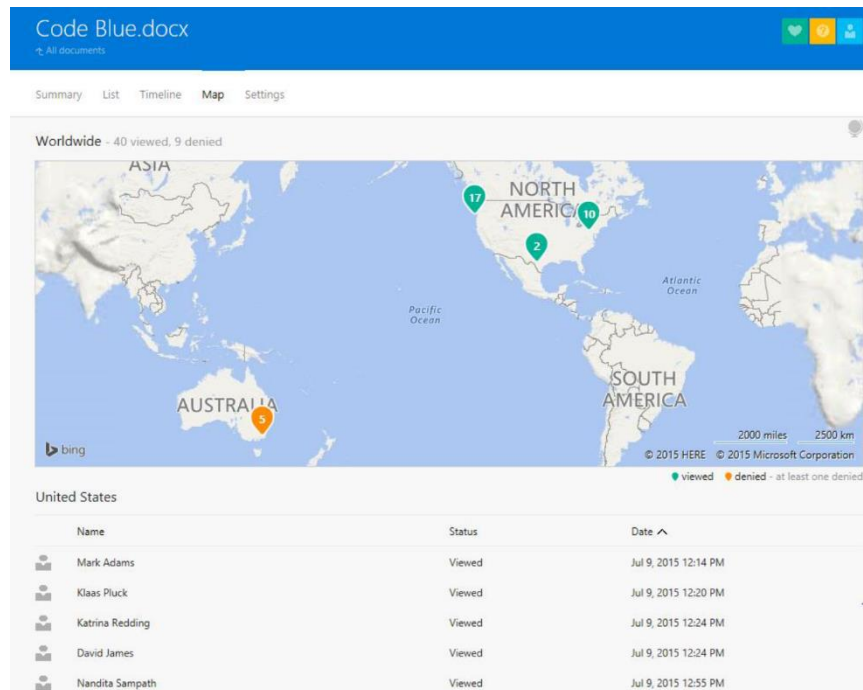 Code Blue.docx
All documents
Summary List Timeline Map Settings
Worldwide - 40 viewed, 9 denied
ASIA
17
NORTH
AMERICA
10
2
Atlantic
Ocean
Pacific
Ocean
SOUTH
AMERICA
AUSTRALIA
5
2000 miles 2500 km
bing
© 2015 HERE © 2015 Microsoft Corporation
viewed denied - at least one denied
United States
Name Status Date
Mark Adams Viewed Jul 9, 2015 12:14 PM
Klaas Pluck Viewed Jul 9, 2015 12:20 PM
Katrina Redding Viewed Jul 9, 2015 12:24 PM
David James Viewed Jul 9, 2015 12:24 PM
Nandita Sampath Viewed Jul 9, 2015 12:55 PM